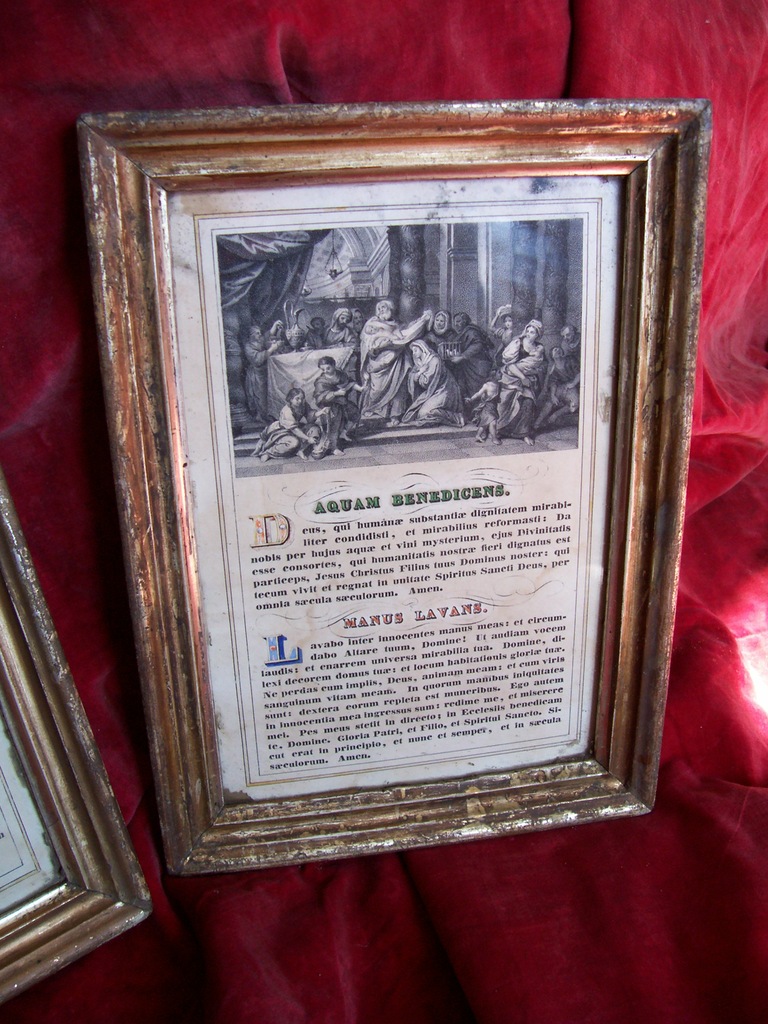 AQUAM BENEDICENS.
Deus, qui humanæ substantiæ dignitatem mirabi-
liter condidisti, et mirabilius reformasti: Da
nobis per hujus aquæ et vini mysterium, ejus Divinitatis
esse consortes, qui humanitatis nostræ fieri dignatus est
particeps, Jesus Christus Filius tuus Dominus noster: qui
tecum vivit et regnat in unitate Spiritus Sancti Deus, per
omnia sæcula sæculorum. Amen.
MANUS LAVANS.
Lavabo inter innocentes manus meas: et circum-
dabo Altare tuum, Domine! Ut audiam vocem
laudis: et enarrem universa mirabilia tua. Domine, di-
lexi decorem domus tuæ: et locum habitationis gloriæ tuæ.
Ne perdas cum impiis, Deus, animam meam: et cum viris
sanguinum vitam meam. In quorum manibus iniquitates
sunt: dextera eorum repleta est muneribus. Ego autem
in innocentia mea ingressus sum: redime me, et miserere
mei. Pes meus stetit in directo: in Ecclesiis benedicam
te, Domine. Gloria Patri, et Filio, et Spiritui Sancto. Si-
cut erat in principio, et nunc et semper, et in sæcula
sæculorum. Amen.